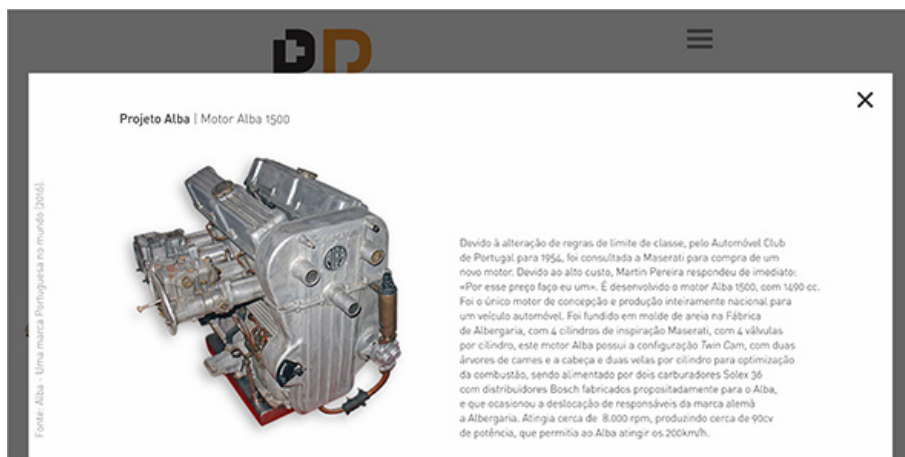 Projeto Alba | Motor Alba 1500
Fonte: Alba - Uma marca Portuguesa no mundo (2016).
Devido à alteração de regras de limite de classe, pelo Automóvel Club
de Portugal para 1954, foi consultada a Maserati para compra de um
novo motor. Devido ao alto custo, Martin Pereira respondeu de imediato:
«Por esse preço faço eu um». É desenvolvido o motor Alba 1500, com 1490 cc.
Foi o único motor de concepção e produção inteiramente nacional para
um veículo automóvel. Foi fundido em molde de areia na Fábrica
de Albergaria, com 4 cilindros de inspiração Maserati, com 4 válvulas
por cilindro, este motor Alba possui a configuração Twin Cam, com duas
árvores de cames e a cabeça e duas velas por cilindro para optimização
da combustão, sendo alimentado por dois carburadores Solex 36
com distribuidores Bosch fabricados propositadamente para o Alba,
e que ocasionou a deslocação de responsáveis da marca alemã
a Albergaria. Atingia cerca de 8.000 rpm, produzindo cerca de 90cv
de potência, que permitia ao Alba atingir os 200km/h.